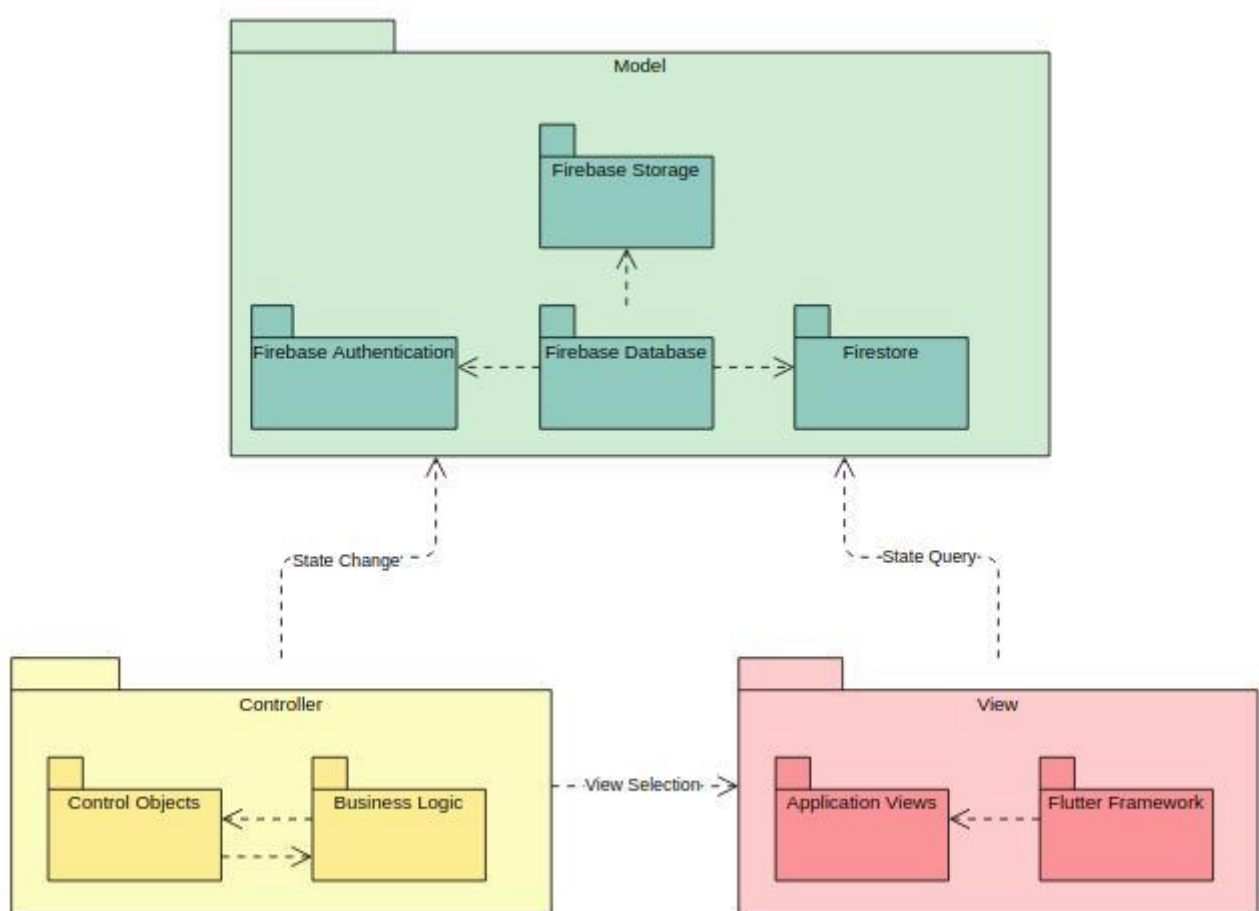 Model
Firebase Storage
Firebase Authentication
Firebase Database
Firestore
State Change
State Query
Controller
View
Control Objects
Business Logic
View Selection
Application Views
Flutter Framework